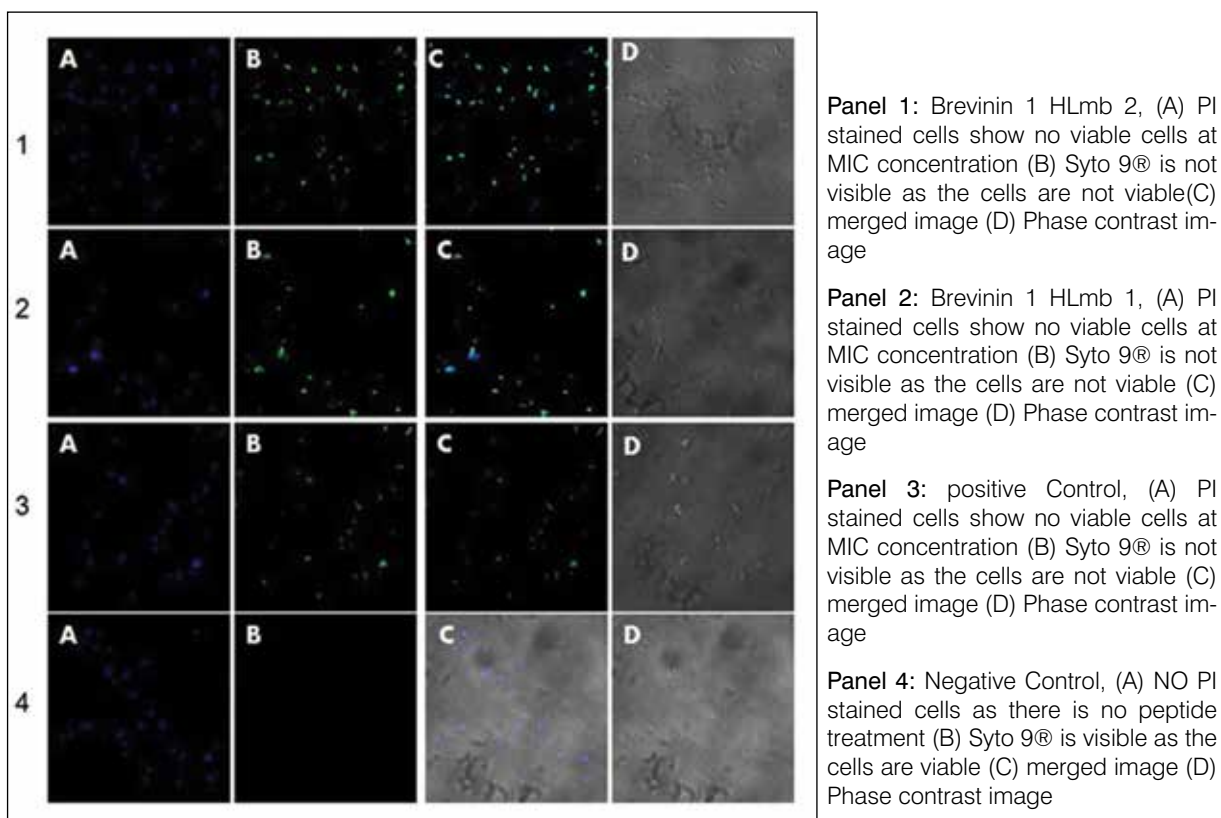 A B C D
1
A B C D
2
A B C D
3
A B C D
4
Panel 1: Brevinin 1 HLmb 2, (A) PI
stained cells show no viable cells at
MIC concentration (B) Syto 9® is not
visible as the cells are not viable(C)
merged image (D) Phase contrast im-
age
Panel 2: Brevinin 1 HLmb 1, (A) PI
stained cells show no viable cells at
MIC concentration (B) Syto 9® is not
visible as the cells are not viable (C)
merged image (D) Phase contrast im-
age
Panel 3: positive Control, (A) PI
stained cells show no viable cells at
MIC concentration (B) Syto 9® is not
visible as the cells are not viable (C)
merged image (D) Phase contrast im-
age
Panel 4: Negative Control, (A) NO PI
stained cells as there is no peptide
treatment (B) Syto 9® is visible as the
cells are viable (C) merged image (D)
Phase contrast image